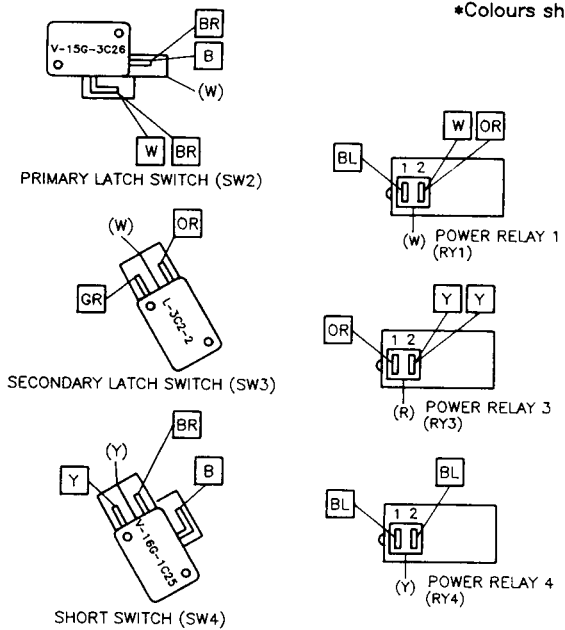 *Colours sh
BR
V-15G-3C26
B
(W)
W BR
PRIMARY LATCH SWITCH (SW2)
W OR
BL
1 2
(W) POWER RELAY 1
(RY1)
(W) OR
GR
L-3C2-2
SECONDARY LATCH SWITCH (SW3)
Y Y
OR
1 2
(R) POWER RELAY 3
(RY3)
BR
(Y)
Y
B
V-16G-1C25
SHORT SWITCH (SW4)
BL
BL
1 2
(Y) POWER RELAY 4
(RY4)